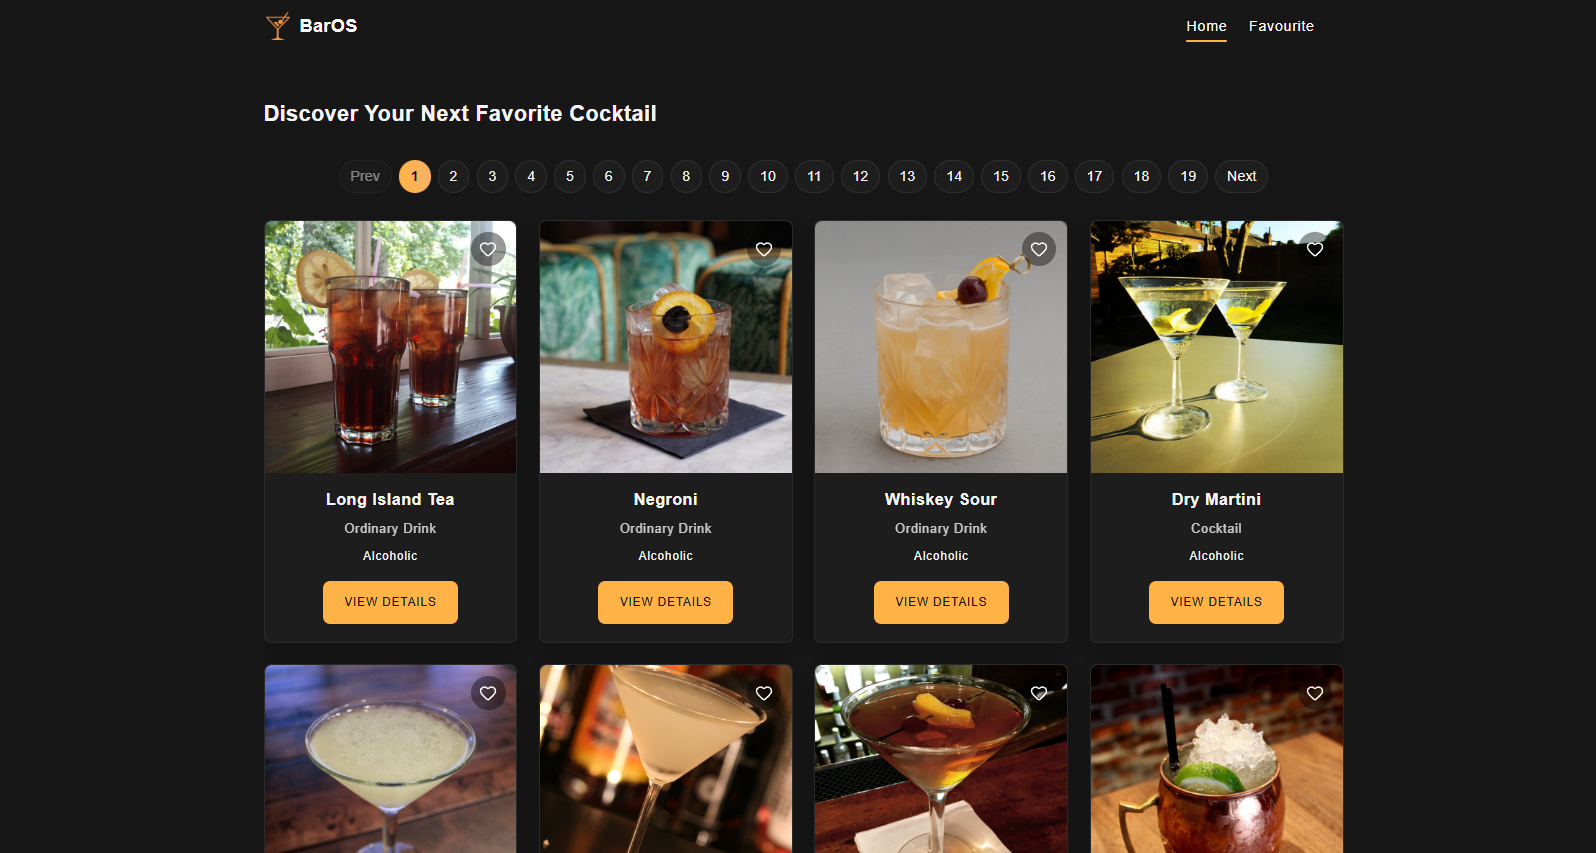 BarOS
Home Favourite
Discover Your Next Favorite Cocktail
Prev 1 2 3 4 5 6 7 8 9 10 11 12 13 14 15 16 17 18 19 Next
Long Island Tea
Ordinary Drink
Alcoholic
VIEW DETAILS
Negroni
Ordinary Drink
Alcoholic
VIEW DETAILS
Whiskey Sour
Ordinary Drink
Alcoholic
VIEW DETAILS
Dry Martini
Cocktail
Alcoholic
VIEW DETAILS